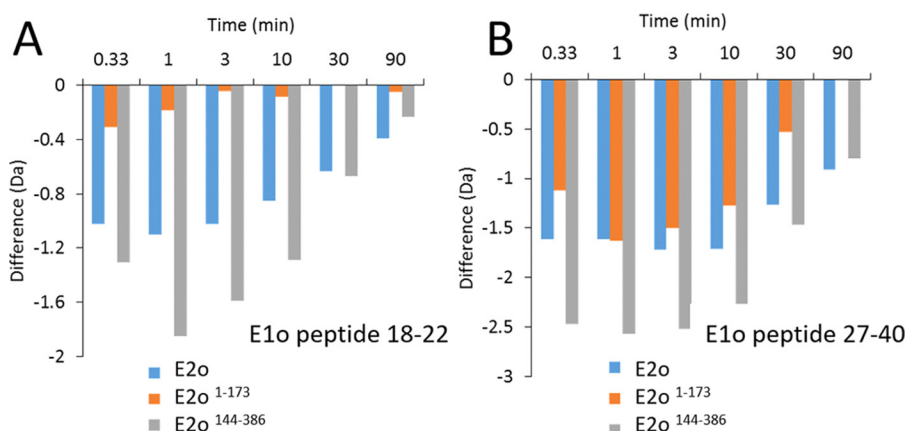 A
Time (min)
0.33 1 3 10 30 90
0
-0.4
-0.8
-1.2
-1.6
-2
Difference (Da)
E1o peptide 18-22
E2o
E2o 1-173
E2o 144-386
B
Time (min)
0.33 1 3 10 30 90
0
-0.5
-1
-1.5
-2
-2.5
-3
Difference (Da)
E1o peptide 27-40
E2o
E2o 1-173
E2o 144-386